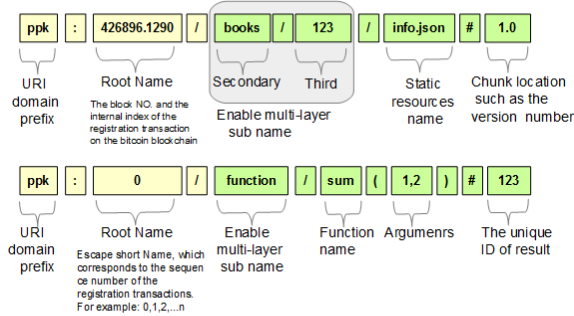 ppk : 426896.1290 / books / 123 / info.json # 1.0
URI
domain
prefix
Root Name
The block NO. and the
internal index of the
registration transaction
on the bitcoin blockchain
Secondary
Third
Enable multi-layer
sub name
Static
resources
name
Chunk location
such as the
version number
ppk : 0 / function / sum ( 1,2 ) # 123
URI
domain
prefix
Root Name
Escape short Name, which
corresponds to the sequen
ce number of the
registration transactions.
For example: 0,1,2,...n
Enable
multi-layer
sub name
Function
name
Argumenrs
The unique
ID of result